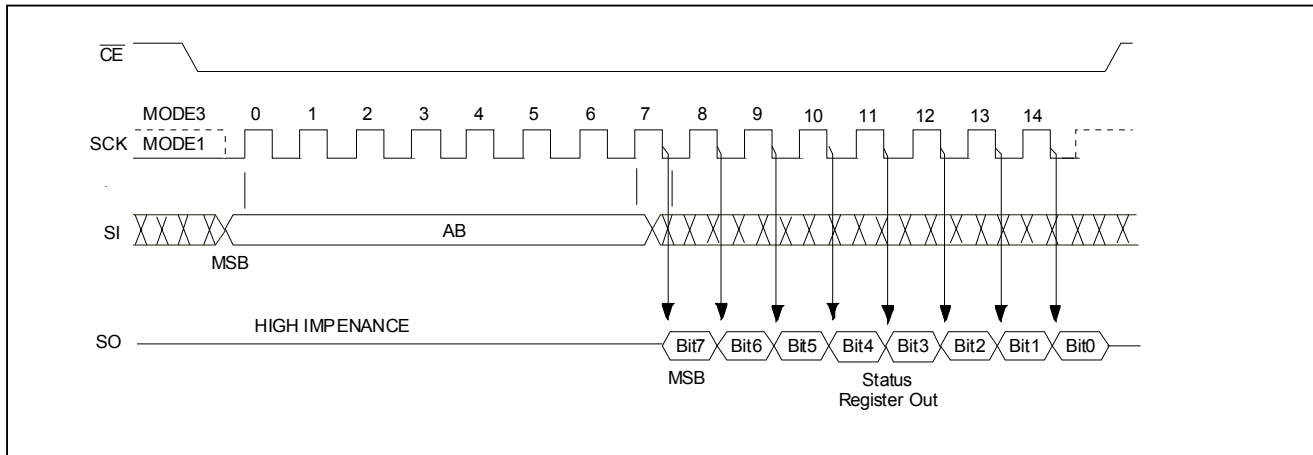 CE
MODE3 0 1 2 3 4 5 6 7 8 9 10 11 12 13 14
SCK MODE1
SI AB
MSB
HIGH IMPENANCE
SO Bit7 Bit6 Bit5 Bit4 Bit3 Bit2 Bit1 Bit0
MSB Status
Register Out